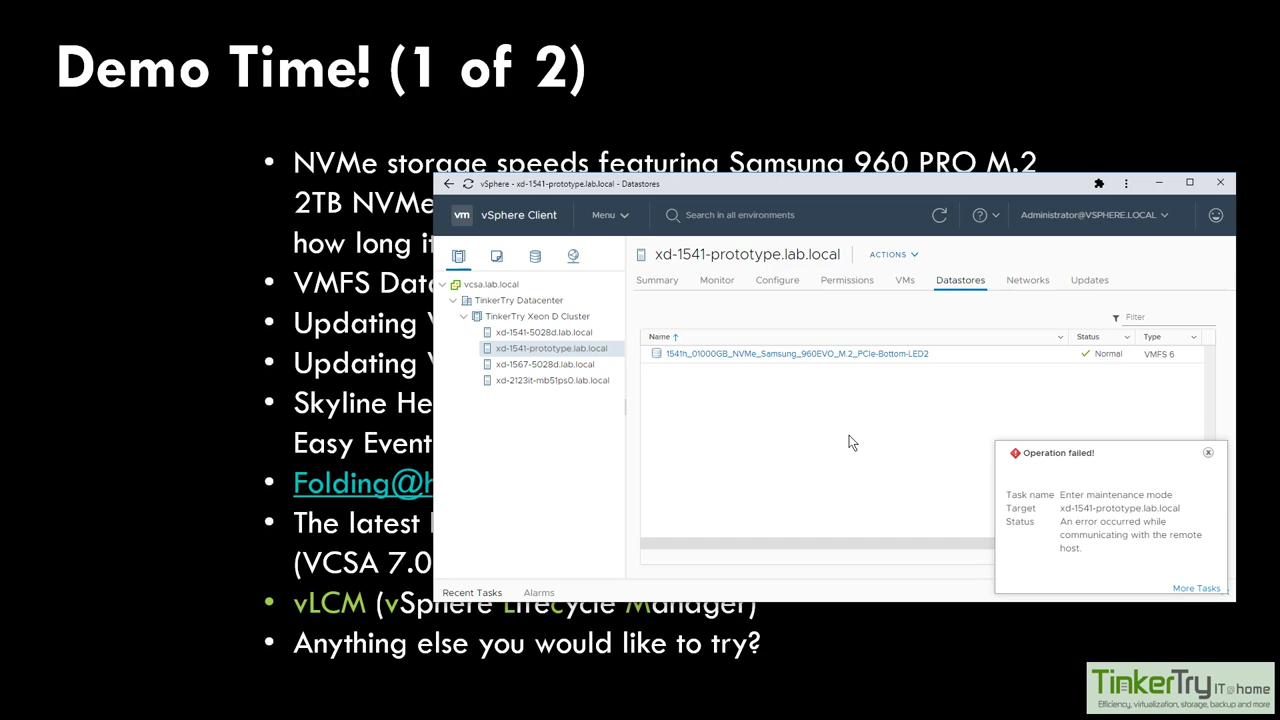 Demo Time! (1 of 2)
• NVMe storage speeds featuring Samsung 960 PRO M.2
2TB NVMe
how long i
• VMFS Data
• Updating V
• Updating V
• Skyline He
Easy Event
• Folding@h
• The latest
(VCSA 7.0
• vLCM (vSphere Lifecycle Manager)
• Anything else you would like to try?
vSphere - xd-1541-prototype.lab.local - Datastores
vm vSphere Client Menu Search in all environments Administrator@VSPHERE.LOCAL
vcsa.lab.local
TinkerTry Datacenter
TinkerTry Xeon D Cluster
xd-1541-5028d.lab.local
xd-1541-prototype.lab.local
xd-1567-5028d.lab.local
xd-2123it-mb51ps0.lab.local
xd-1541-prototype.lab.local ACTIONS
Summary Monitor Configure Permissions VMs Datastores Networks Updates
Filter
Name Status Type
1541h_01000GB_NVMe_Samsung_960EVO_M.2_PCIe-Bottom-LED2 Normal VMFS 6
Operation failed!
Task name Enter maintenance mode
Target xd-1541-prototype.lab.local
Status An error occurred while
communicating with the remote
host.
More Tasks
Recent Tasks Alarms
TinkerTry IT@home
Efficiency, virtualization, storage, backup and more